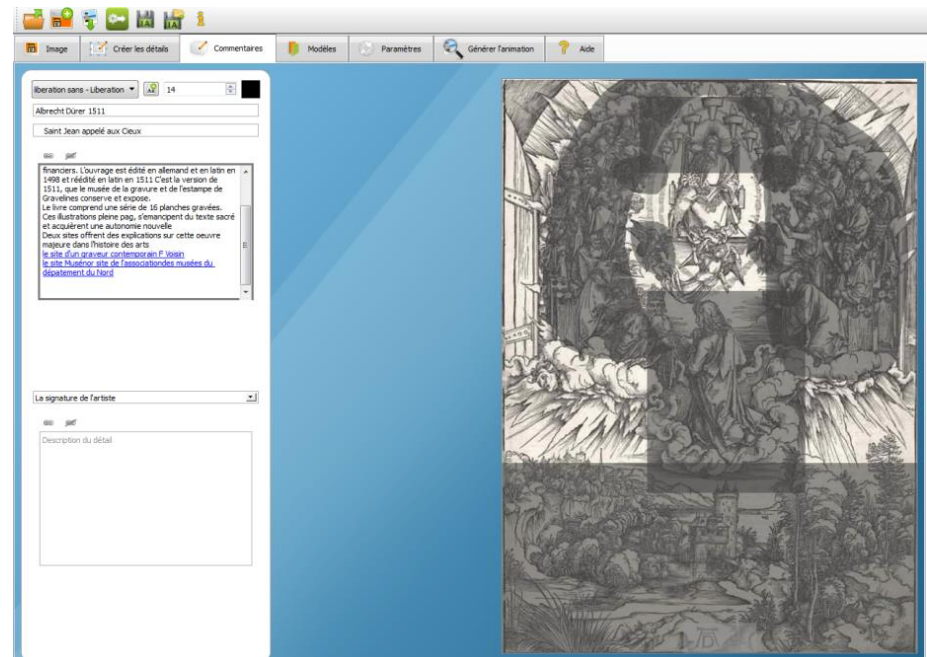 IAI
IAI
Image
Créer les détails
Commentaires
Modèles
Paramètres
Générer l'animation
Aide
iberation sans - Liberation
14
Albrecht Dürer 1511
Saint Jean appelé aux Cieux
financiers. L'ouvrage est édité en allemand et en latin en
1498 et réédité en latin en 1511 C'est la version de
1511, que le musée de la gravure et de l'estampe de
Gravelines conserve et expose.
Le livre comprend une série de 16 planches gravées.
Ces illustrations pleine pag, s'émancipent du texte sacré
et acquièrent une autonomie nouvelle
Deux sites offrent des explications sur cette oeuvre
majeure dans l'histoire des arts
le site d'un graveur contemporain F Voisin
le site Musénor site de l'associationdes musées du
dépatement du Nord
La signature de l'artiste
Description du détail
AD